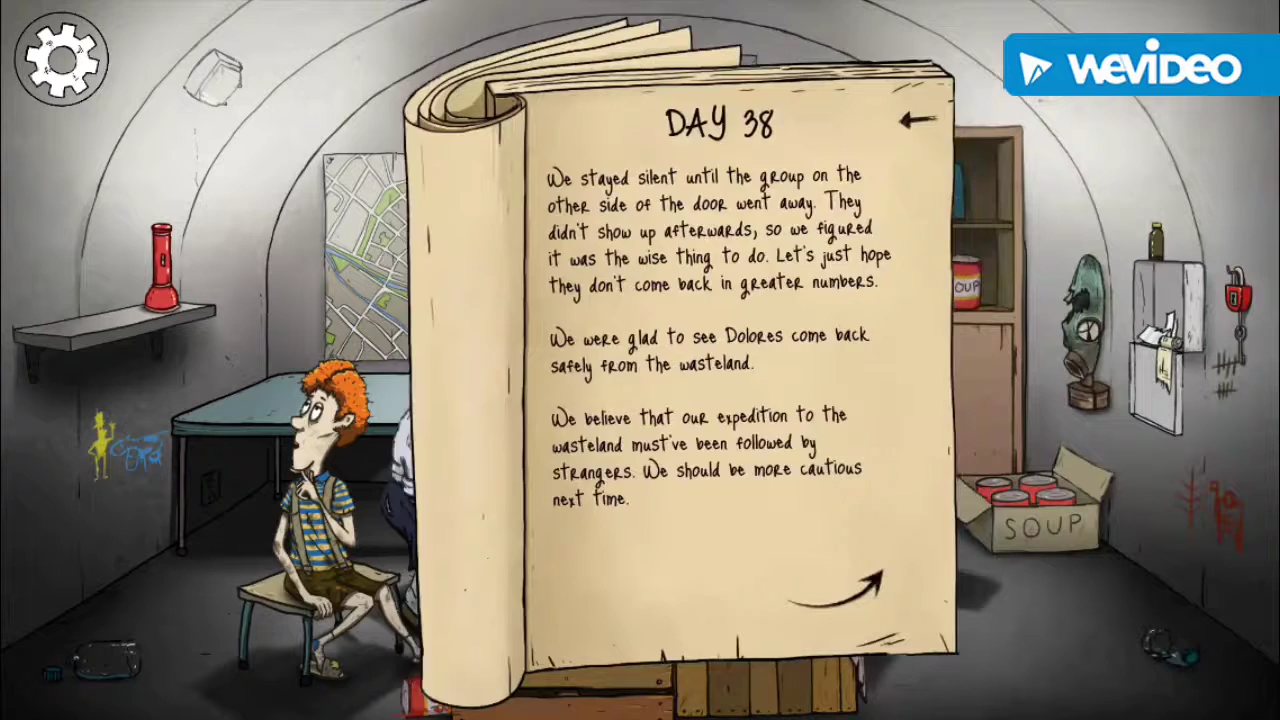 WEVIDEO
DAY 38
We stayed silent until the group on the
other side of the door went away. They
didn't show up afterwards, so we figured
it was the wise thing to do. Let's just hope
they don't come back in greater numbers.
We were glad to see Dolores come back
safely from the wasteland.
We believe that our expedition to the
wasteland must've been followed by
strangers. We should be more cautious
next time.
OUP
SOUP